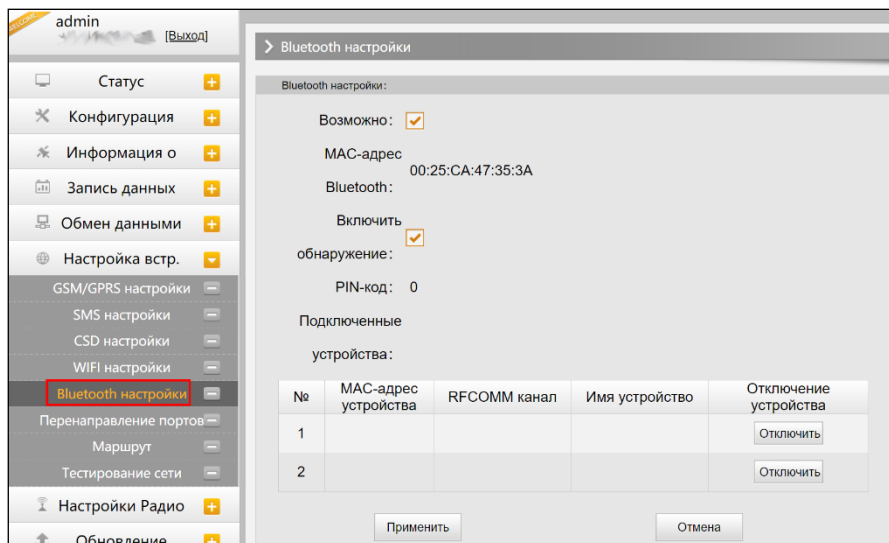 admin
[Выход]
Статус
Конфигурация
Информация о
Запись данных
Обмен данными
Настройка встр.
GSM/GPRS настройки
SMS настройки
CSD настройки
WIFI настройки
Bluetooth настройки
Перенаправление портов
Маршрут
Тестирование сети
Настройки Радио
Обновление
Bluetooth настройки
Bluetooth настройки:
Возможно:
MAC-адрес
Bluetooth: 00:25:CA:47:35:3A
Включить
обнаружение:
PIN-код: 0
Подключенные
устройства:
№ MAC-адрес устройства RFCOMM канал Имя устройство Отключение устройства
1 Отключить
2 Отключить
Применить Отмена